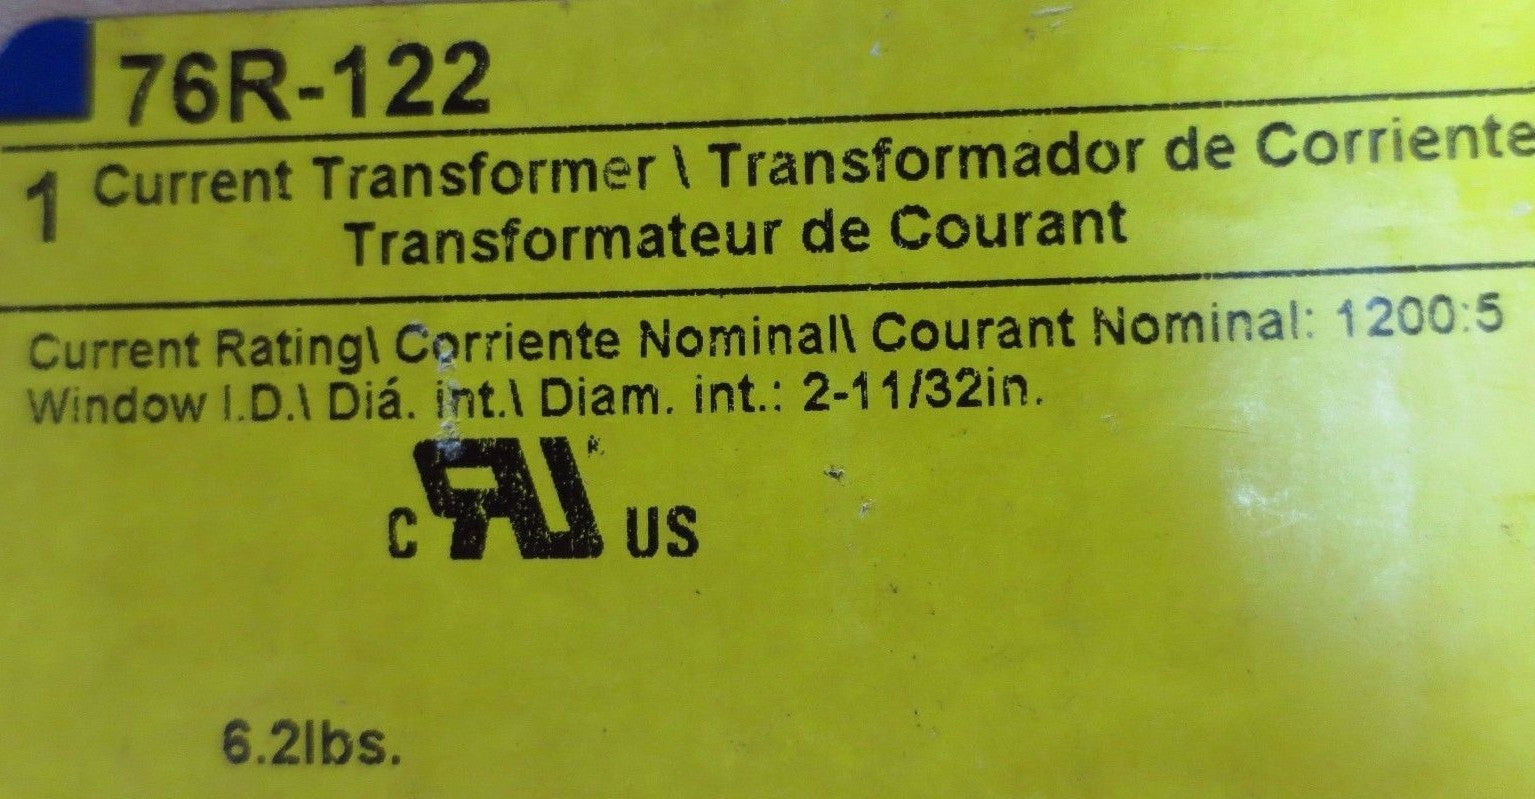 76R-122
1 Current Transformer \ Transformador de Corriente
Transformateur de Courant
Current Rating\ Corriente Nominal\ Courant Nominal: 1200:5
Window I.D.\ Diá. int.\ Diam. int.: 2-11/32in.
C RU® US
6.2lbs.